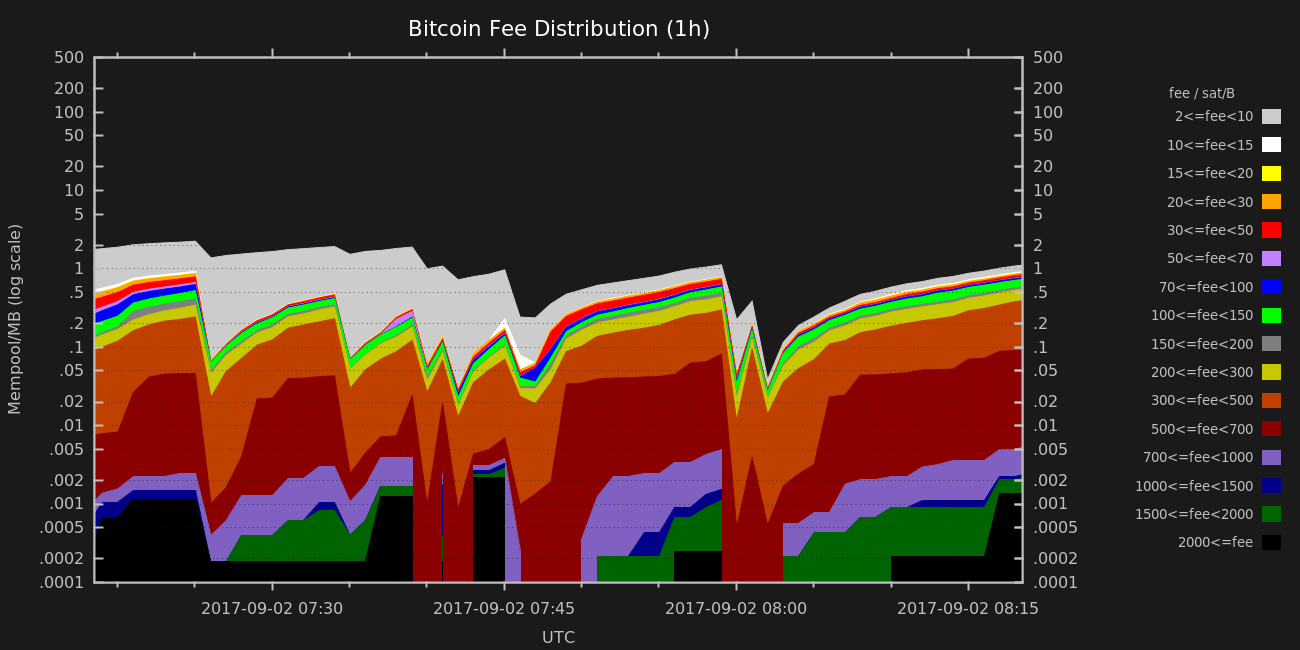 Bitcoin Fee Distribution (1h)
500 500
200 200
100 100
50 50
20 20
10 10
5 5
2 2
1 1
.5 .5
.2 .2
.1 .1
.05 .05
.02 .02
.01 .01
.005 .005
.002 .002
.001 .001
.0005 .0005
.0002 .0002
.0001 .0001
Mempool/MB (log scale)
2017-09-02 07:30 2017-09-02 07:45 2017-09-02 08:00 2017-09-02 08:15
UTC
fee / sat/B
2<=fee<10
10<=fee<15
15<=fee<20
20<=fee<30
30<=fee<50
50<=fee<70
70<=fee<100
100<=fee<150
150<=fee<200
200<=fee<300
300<=fee<500
500<=fee<700
700<=fee<1000
1000<=fee<1500
1500<=fee<2000
2000<=fee